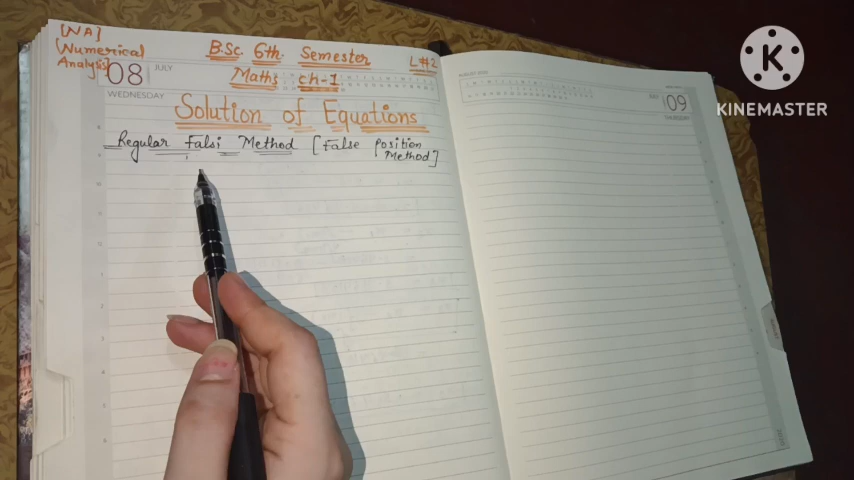 [NA]
[Numerical
Analysis]
B.Sc. 6th. Semester
L#2
08 JULY
Maths ch-1
WEDNESDAY
Solution of Equations
Regular Falsi Method [False position
Method]
09
THURSDAY
K
KINEMASTER